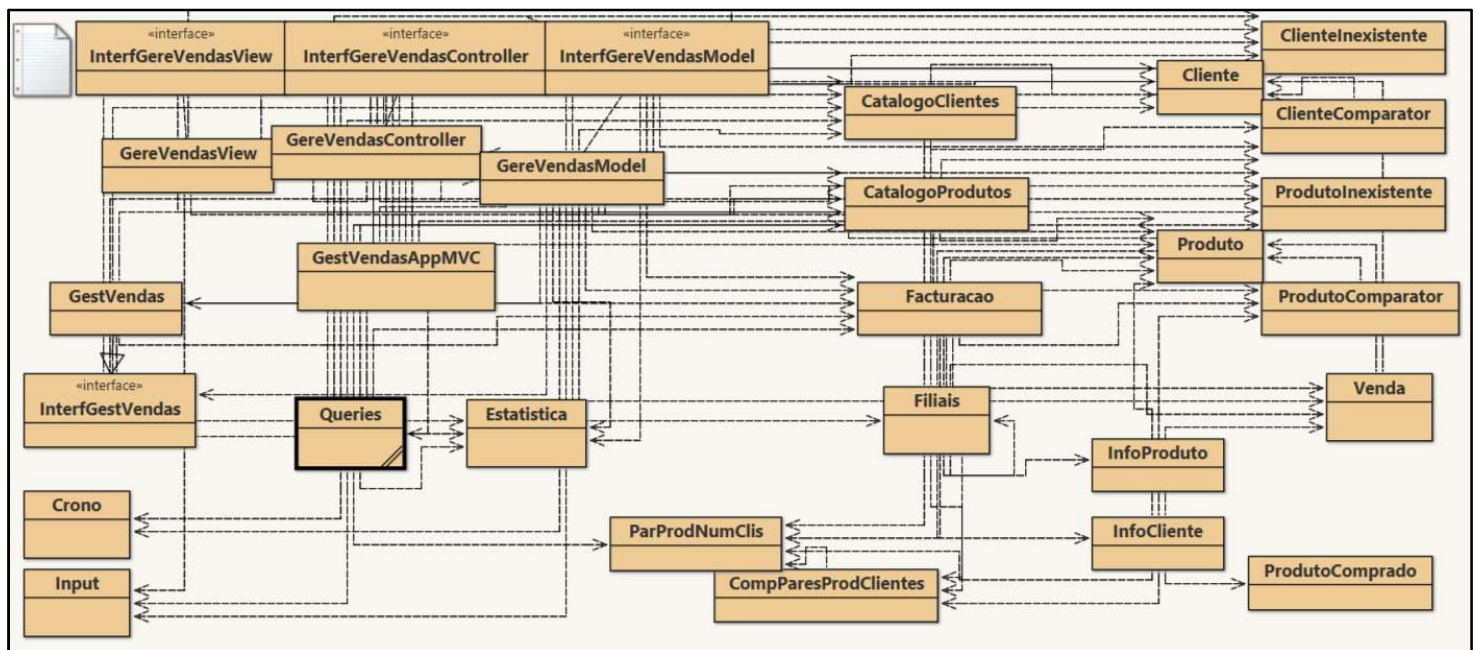 «interface»
InterfGereVendasView
«interface»
InterfGereVendasController
«interface»
InterfGereVendasModel
ClienteInexistente
Cliente
CatalogoClientes
ClienteComparator
GereVendasController
GereVendasView
GereVendasModel
CatalogoProdutos
ProdutoInexistente
Produto
GestVendasAppMVC
GestVendas
Facturacao
ProdutoComparator
«interface»
InterfGestVendas
Queries
Estatistica
Filiais
Venda
InfoProduto
Crono
ParProdNumClis
InfoCliente
Input
CompParesProdClientes
ProdutoComprado